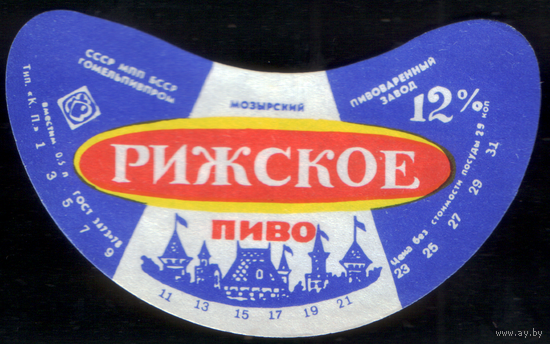 СССР МПП БССР
ГОМЕЛЬПИВПРОМ
МОЗЫРСКИЙ
ПИВОВАРЕННЫЙ
ЗАВОД
12%
РИЖСКОЕ
ПИВО
Тип. «К. П.»
Вместим. 0,5 л
ГОСТ 3473-78
Цена без стоимости посуды 29 коп
1 3 5 7 9
11 13 15 17 19 21
23 25 27 29 31
www.ay.by